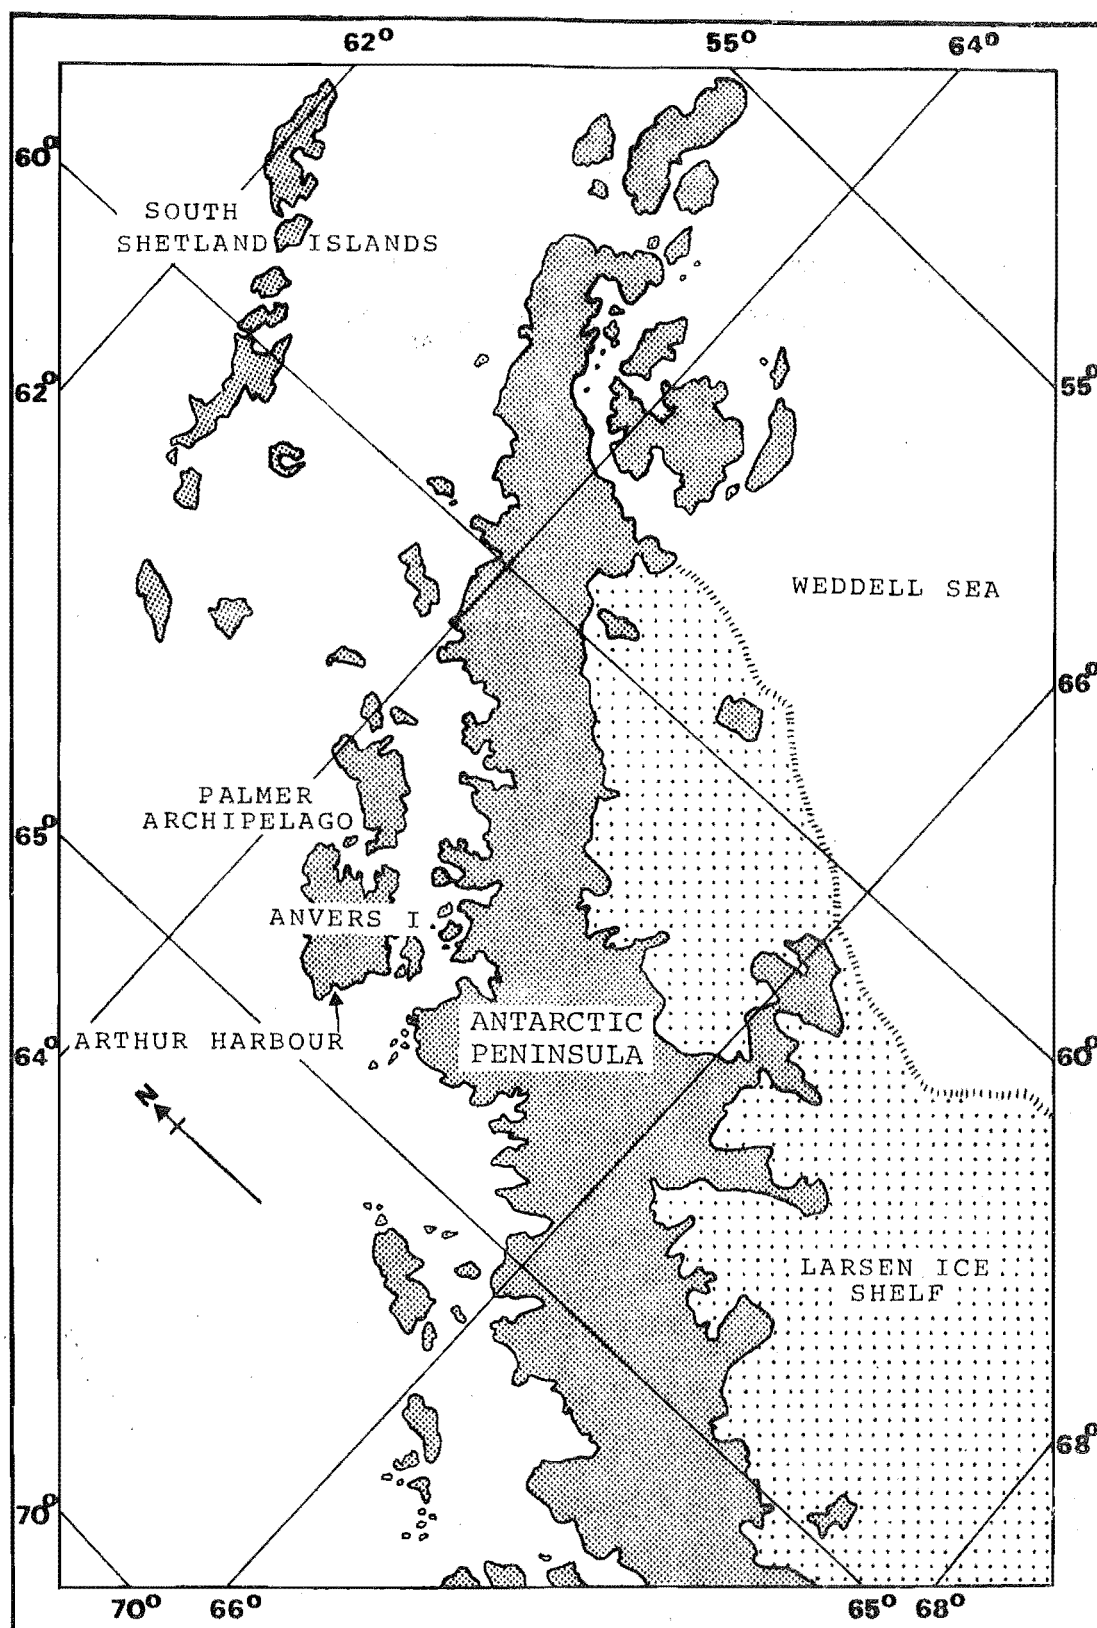 62°
55°
64°
60°
SOUTH
SHETLAND ISLANDS
62°
55°
WEDDELL SEA
66°
PALMER
ARCHIPELAGO
65°
ANVERS I
ANTARCTIC
PENINSULA
ARTHUR HARBOUR
64°
60°
N
LARSEN ICE
SHELF
68°
70°
70°
66°
65°
68°